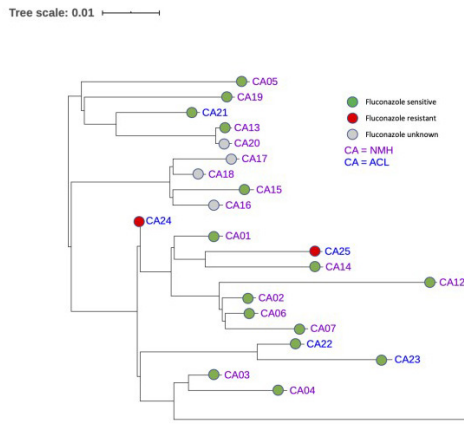 Tree scale: 0.01
CA05
CA19
CA21
CA13
CA20
CA17
CA18
CA15
CA16
CA24
CA01
CA25
CA14
CA12
CA02
CA06
CA07
CA22
CA23
CA03
CA04
Fluconazole sensitive
Fluconazole resistant
Fluconazole unknown
CA = NMH
CA = ACL